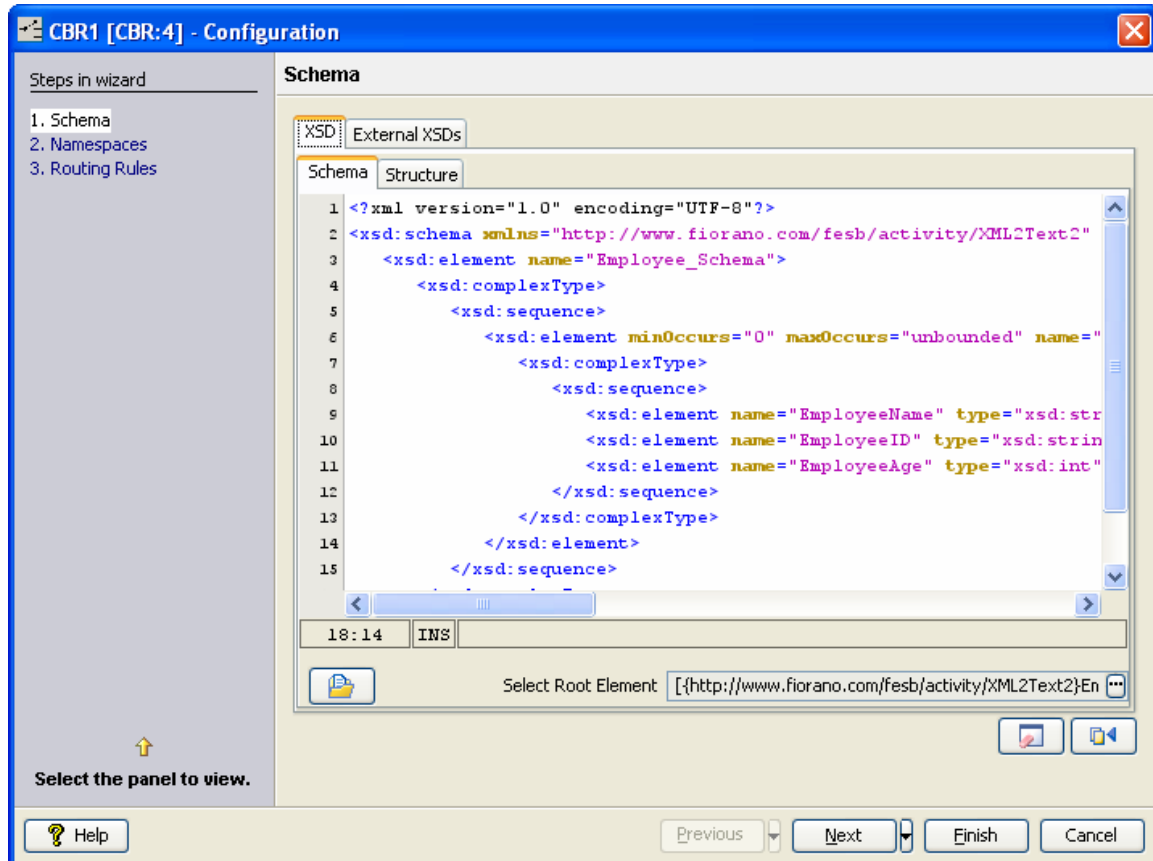 CBR1 [CBR:4] - Configuration
Steps in wizard
1. Schema
2. Namespaces
3. Routing Rules
Select the panel to view.
Schema
XSD External XSDs
Schema Structure
1 <?xml version="1.0" encoding="UTF-8"?>
2 <xsd:schema xmlns="http://www.fiorano.com/fesb/activity/XML2Text2"
3 <xsd:element name="Employee_Schema">
4 <xsd:complexType>
5 <xsd:sequence>
6 <xsd:element minOccurs="0" maxOccurs="unbounded" name="
7 <xsd:complexType>
8 <xsd:sequence>
9 <xsd:element name="EmployeeName" type="xsd:str
10 <xsd:element name="EmployeeID" type="xsd:strin
11 <xsd:element name="EmployeeAge" type="xsd:int"
12 </xsd:sequence>
13 </xsd:complexType>
14 </xsd:element>
15 </xsd:sequence>
18:14 INS
Select Root Element [-{http://www.fiorano.com/fesb/activity/XML2Text2}En ...
Help Previous Next Finish Cancel